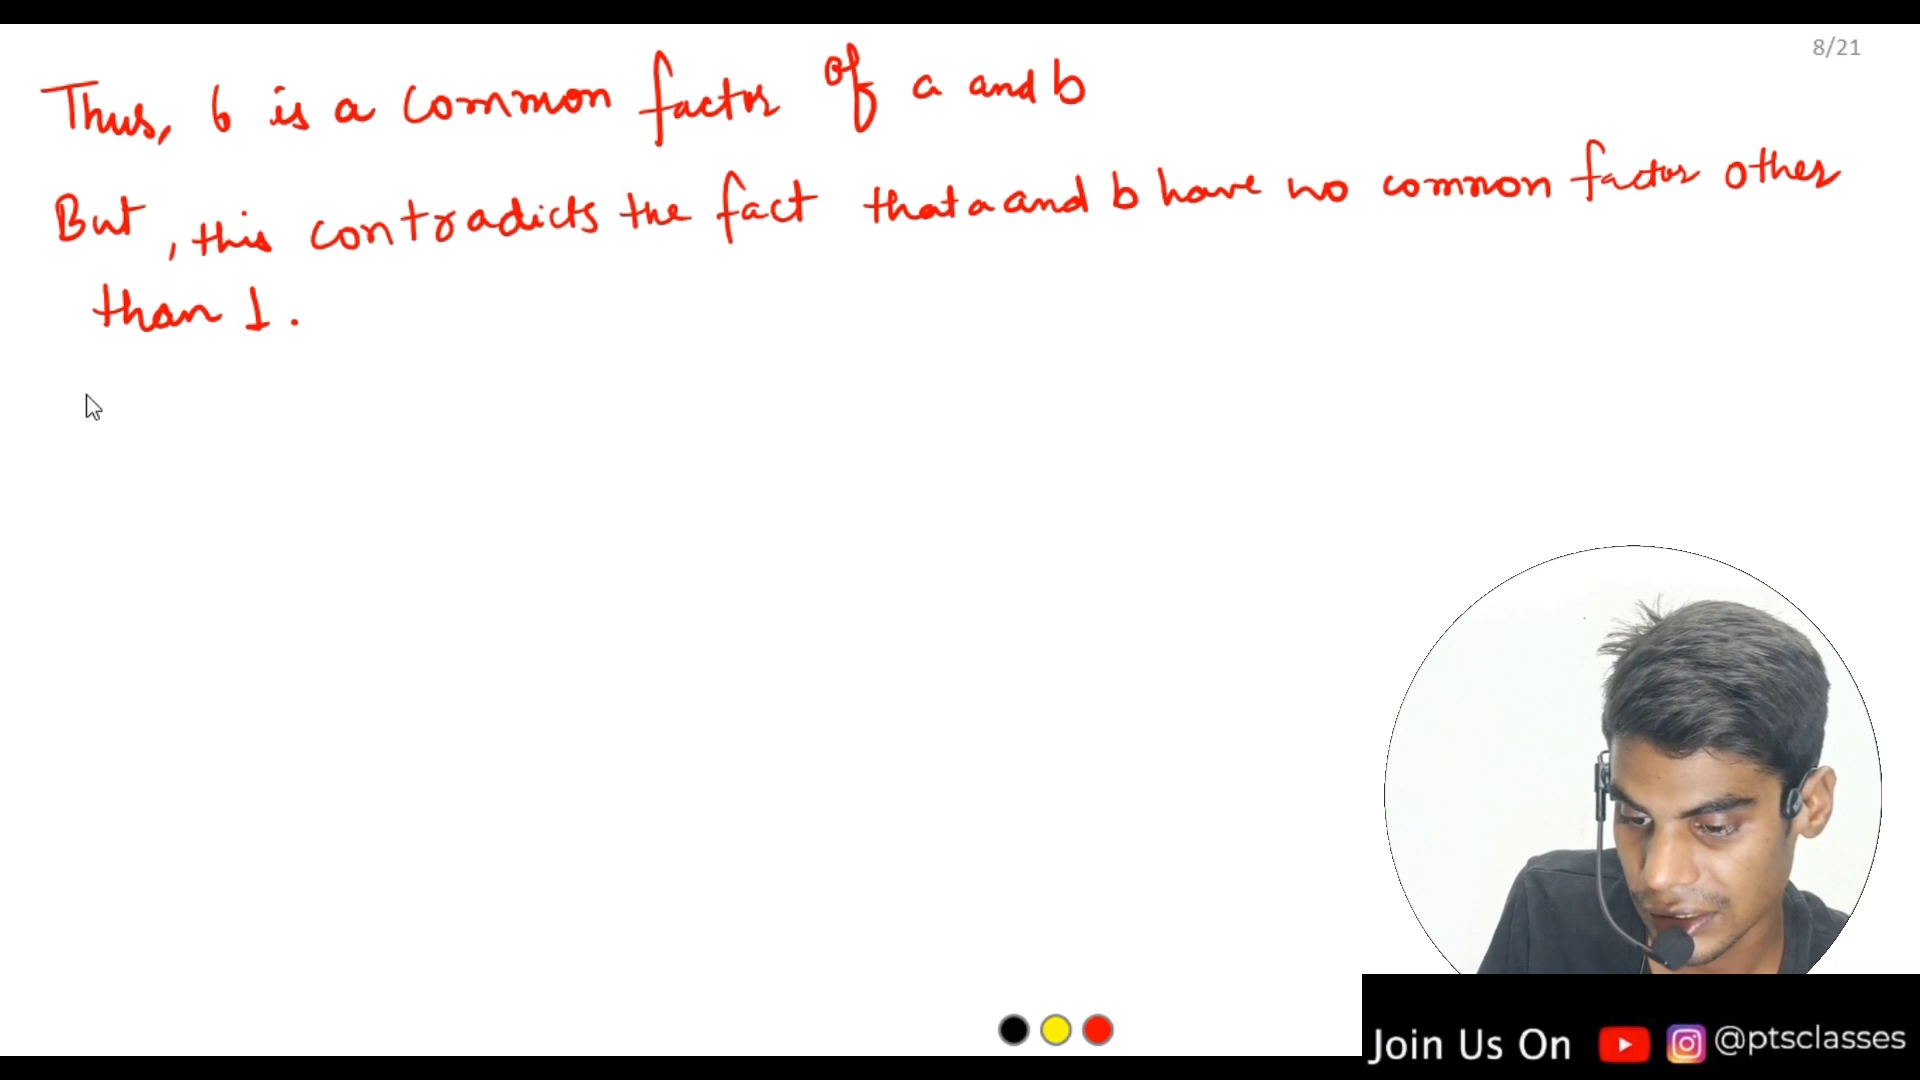 8/21
Thus, 6 is a common factor of a and b
But, this contradicts the fact that a and b have no common factor other
than 1.
Join Us On @ptsclasses